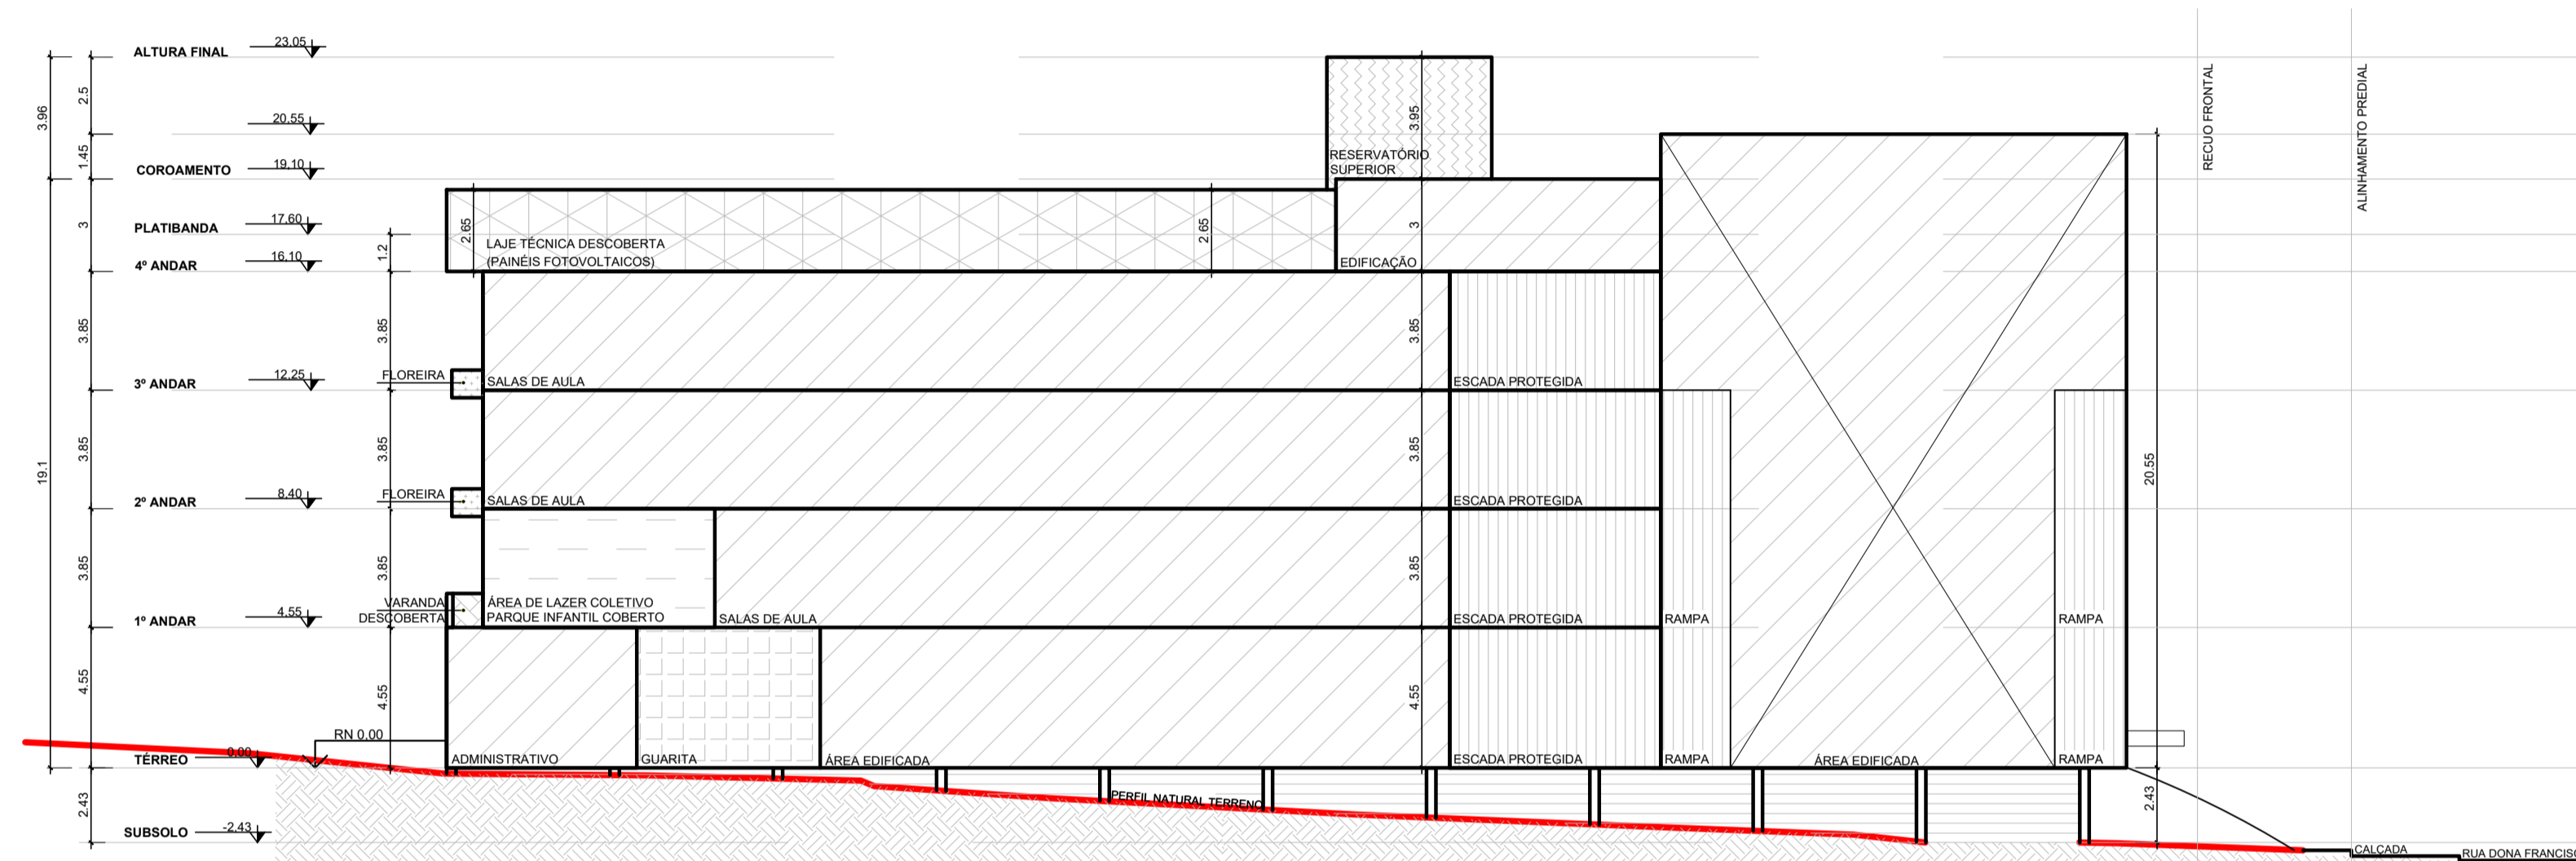 ALTURA FINAL
23.05
20.55
COROAMENTO
19,10
PLATIBANDA
17.60
4º ANDAR
16.10
3º ANDAR
12.25
2º ANDAR
8.40
1º ANDAR
4.55
TÉRREO
0.00
SUBSOLO
-2.43
3.96
19.1
2.5
1.45
3
3.85
3.85
3.85
4.55
2.43
1.2
3.85
3.85
3.85
4.55
RN 0,00
2.65
2.65
LAJE TÉCNICA DESCOBERTA
(PAINÉIS FOTOVOLTAICOS)
RESERVATÓRIO
SUPERIOR
EDIFICAÇÃO
3.95
3
3.85
3.85
3.85
4.55
FLOREIRA
SALAS DE AULA
ESCADA PROTEGIDA
FLOREIRA
SALAS DE AULA
ESCADA PROTEGIDA
VARANDA
DESCOBERTA
ÁREA DE LAZER COLETIVO
PARQUE INFANTIL COBERTO
SALAS DE AULA
ESCADA PROTEGIDA
RAMPA
RAMPA
ADMINISTRATIVO
GUARITA
ÁREA EDIFICADA
ESCADA PROTEGIDA
RAMPA
ÁREA EDIFICADA
RAMPA
PERFIL NATURAL TERRENO
20.55
2.43
RECUO FRONTAL
ALINHAMENTO PREDIAL
CALÇADA
RUA DONA FRANCISC